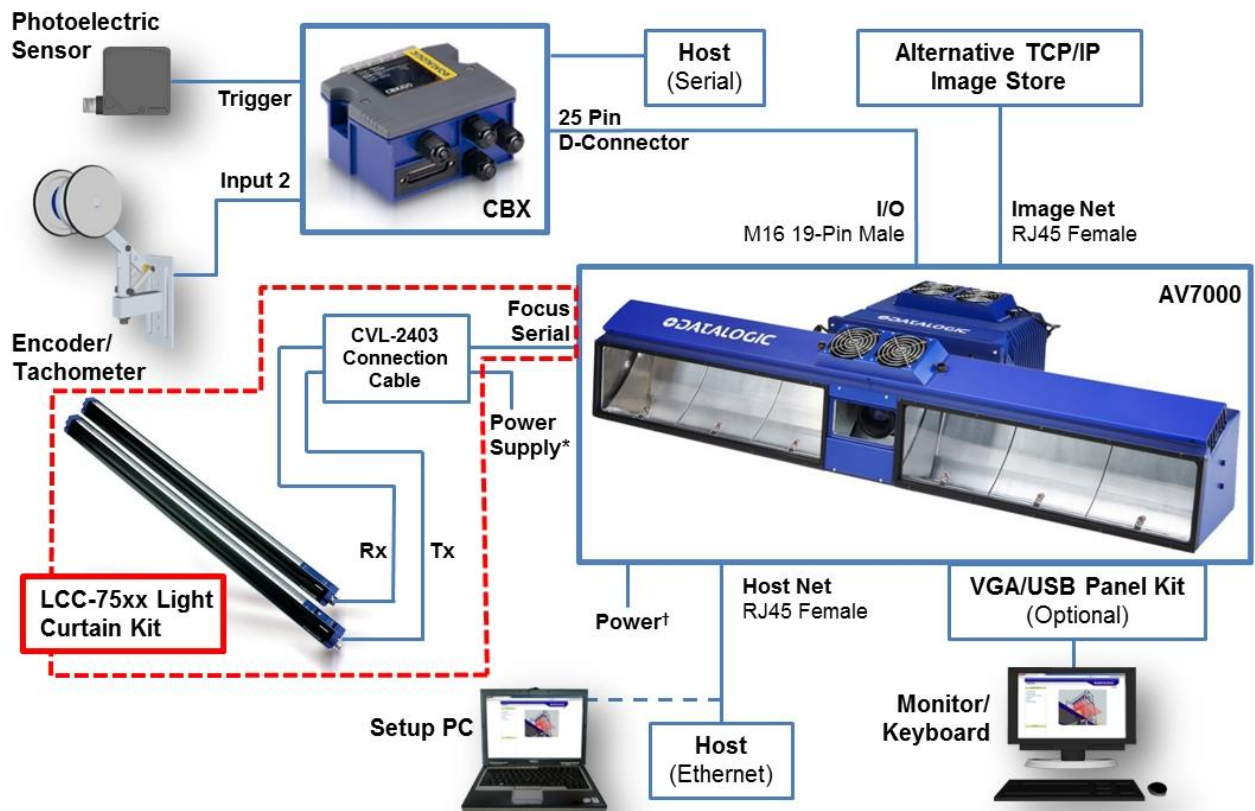 Photoelectric
Sensor
Trigger
Input 2
Encoder/
Tachometer
CBX
Host
(Serial)
25 Pin
D-Connector
Alternative TCP/IP
Image Store
I/O
M16 19-Pin Male
Image Net
RJ45 Female
AV7000
DATALOGIC
DATALOGIC
Focus
Serial
CVL-2403
Connection
Cable
Power
Supply*
Rx
Tx
LCC-75xx Light
Curtain Kit
Power†
Host Net
RJ45 Female
VGA/USB Panel Kit
(Optional)
Setup PC
Host
(Ethernet)
Monitor/
Keyboard